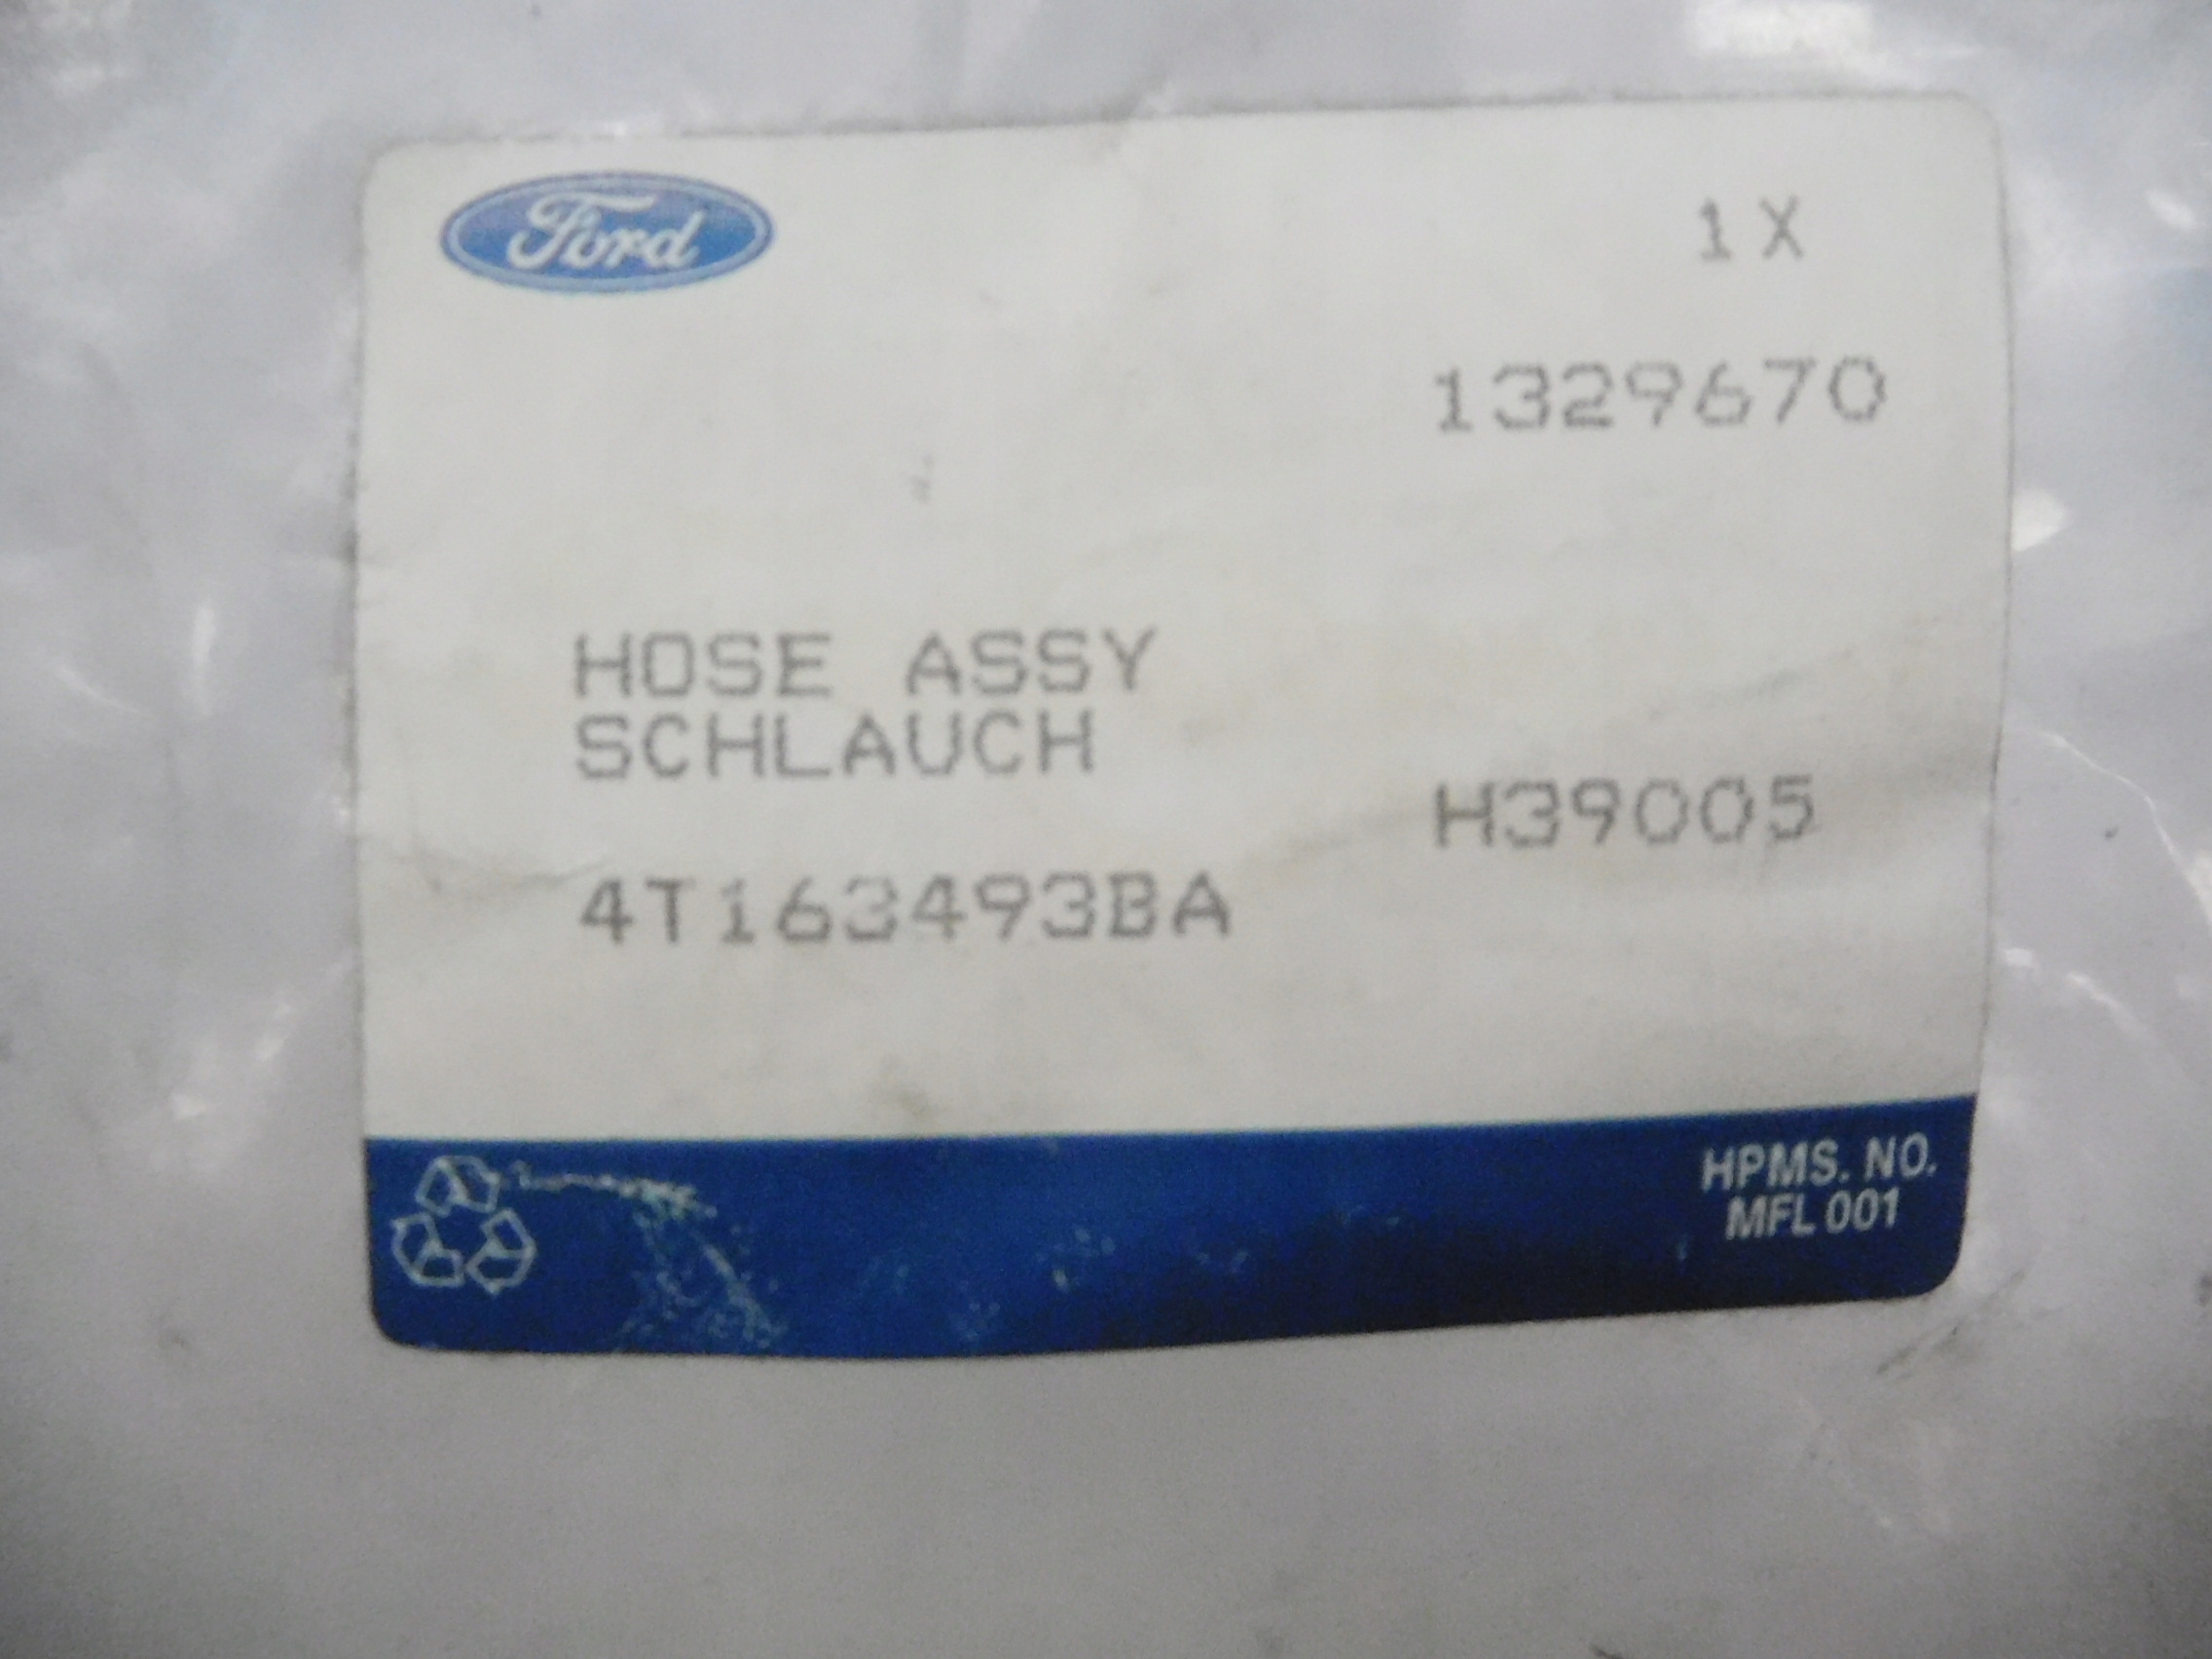 Ford
1X
1329670
HOSE ASSY
SCHLAUCH
H39005
4T163493BA
HPMS. NO.
MFL 001